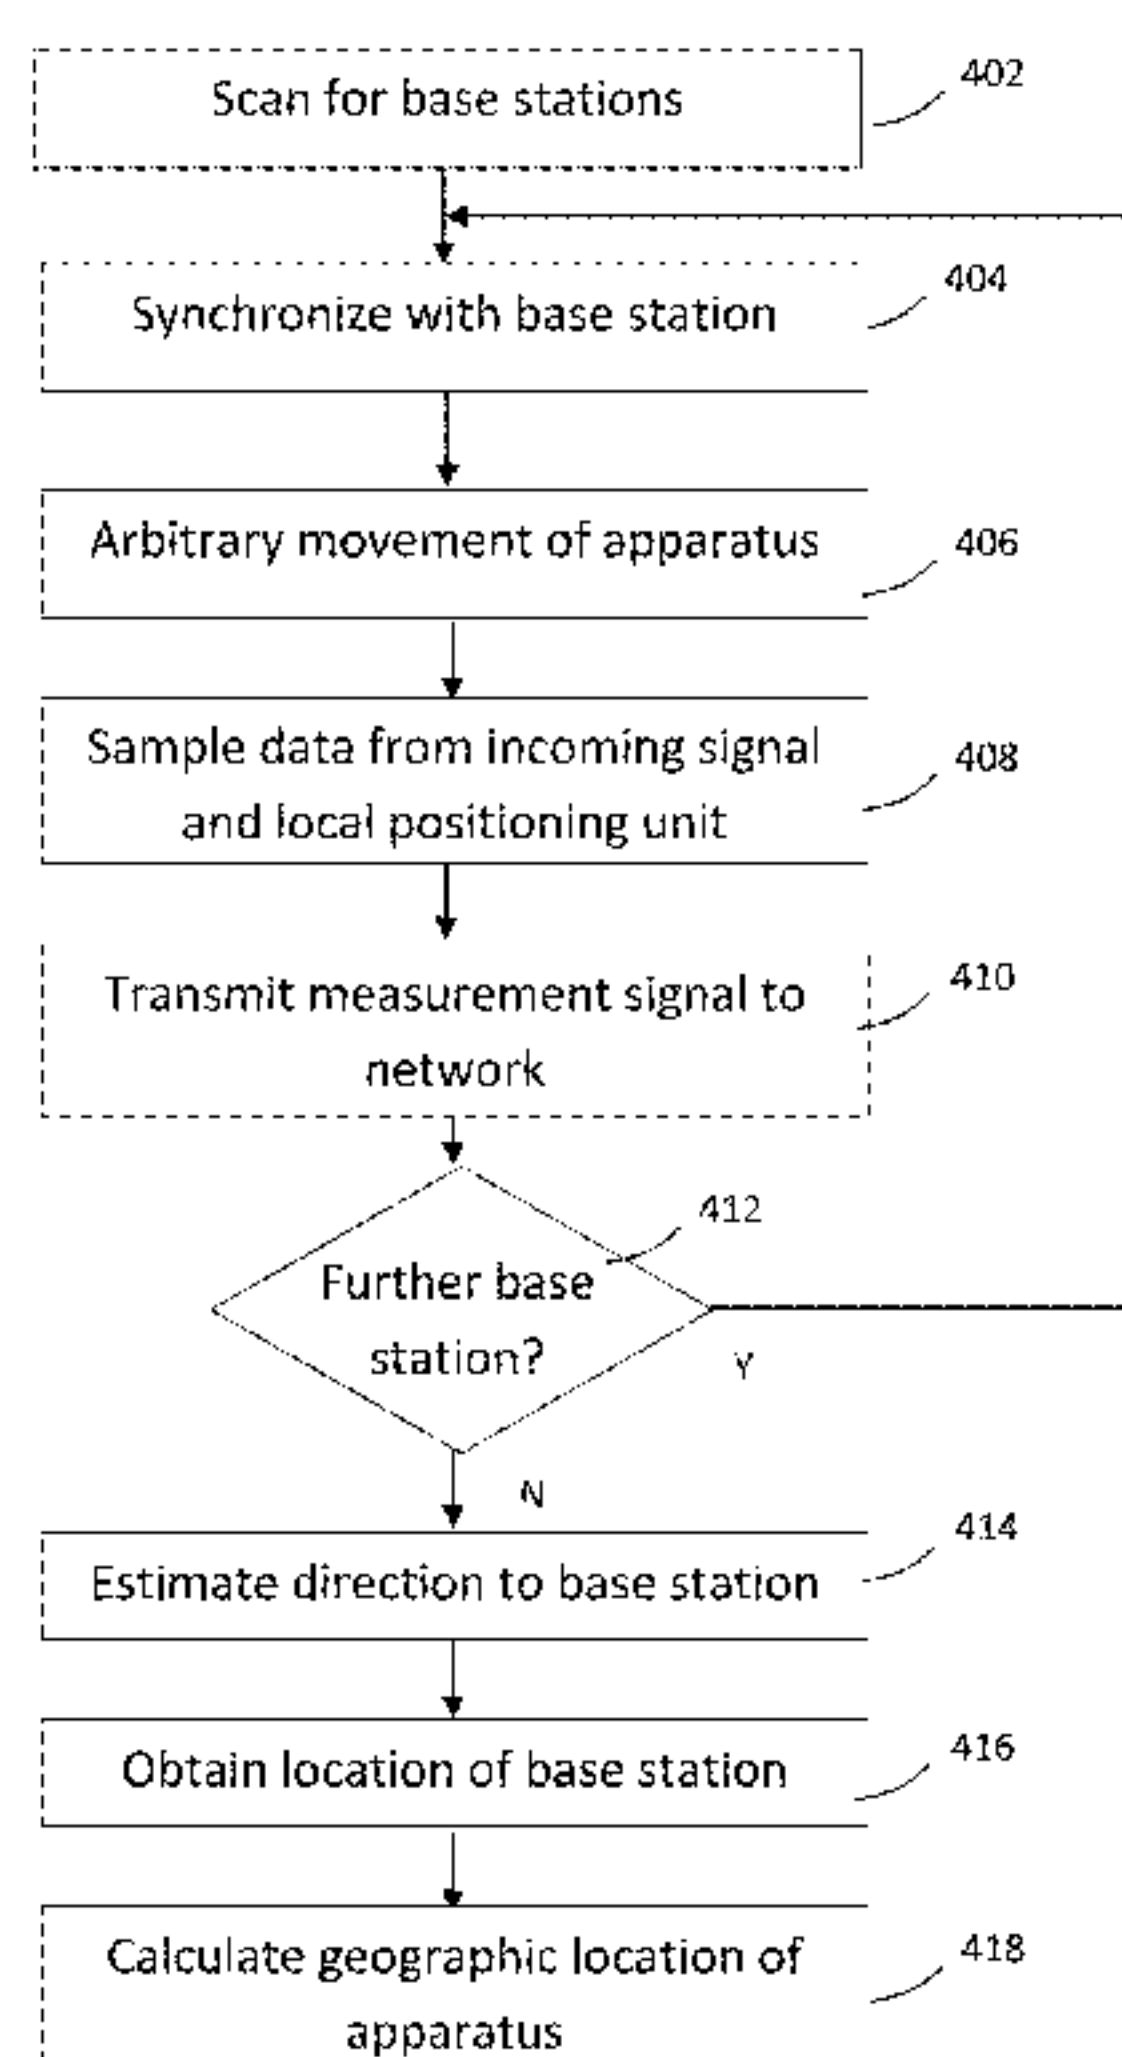 Scan for base stations
402
Synchronize with base station
404
Arbitrary movement of apparatus
406
Sample data from incoming signal
and local positioning unit
408
Transmit measurement signal to
network
410
412
Further base
station?
Y
N
414
Estimate direction to base station
Obtain location of base station
416
Calculate geographic location of
apparatus
418